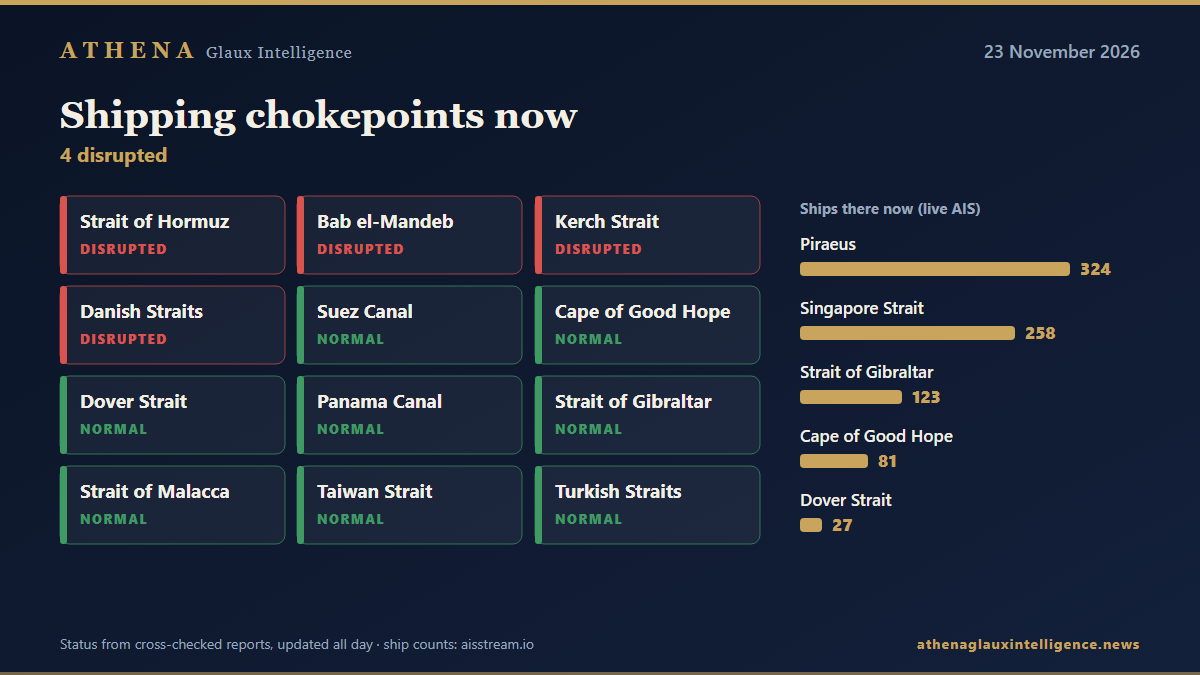 ATHENA Glaux Intelligence
23 November 2026
Shipping chokepoints now
4 disrupted
Strait of Hormuz
DISRUPTED
Bab el-Mandeb
DISRUPTED
Kerch Strait
DISRUPTED
Danish Straits
DISRUPTED
Suez Canal
NORMAL
Cape of Good Hope
NORMAL
Dover Strait
NORMAL
Panama Canal
NORMAL
Strait of Gibraltar
NORMAL
Strait of Malacca
NORMAL
Taiwan Strait
NORMAL
Turkish Straits
NORMAL
Ships there now (live AIS)
Piraeus
324
Singapore Strait
258
Strait of Gibraltar
123
Cape of Good Hope
81
Dover Strait
27
Status from cross-checked reports, updated all day · ship counts: aisstream.io
athenaglauxintelligence.news